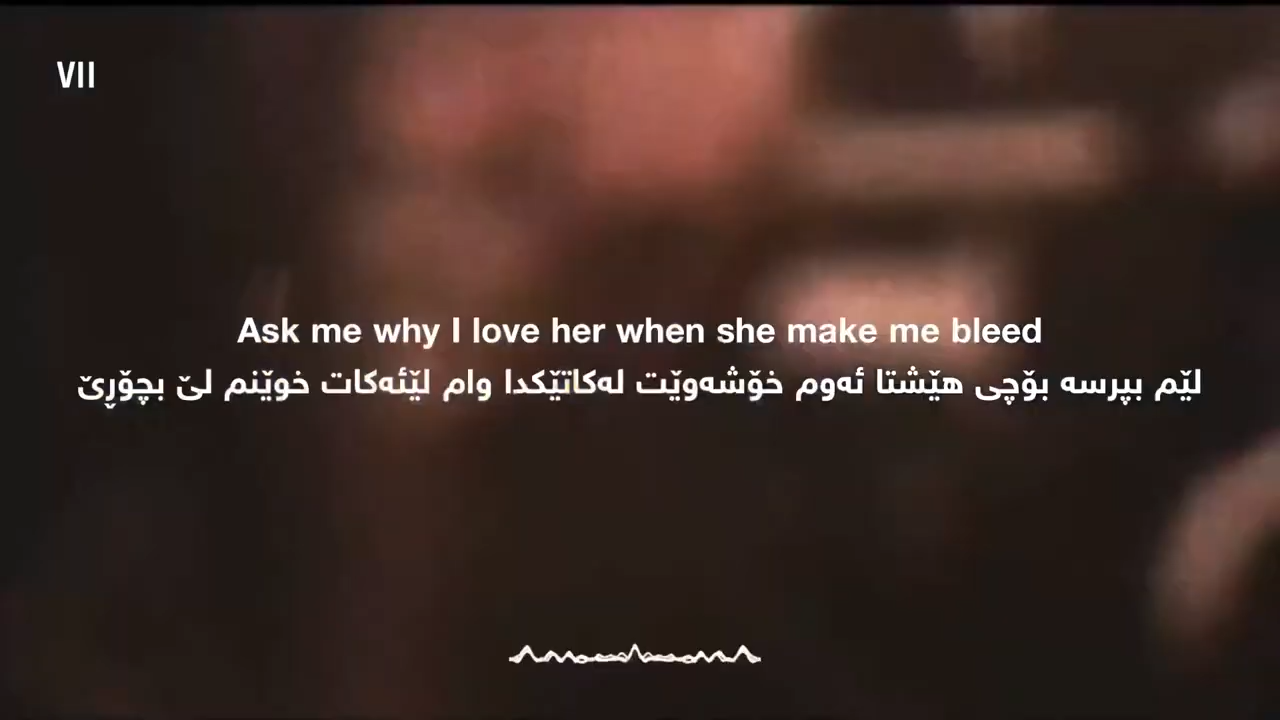 VII
Ask me why I love her when she make me bleed
لێم بپرسە بۆچی هێشتا ئەوم خۆشەوێت لەکاتێکدا وام لێئەکات خوێنم لێ بچۆڕێ